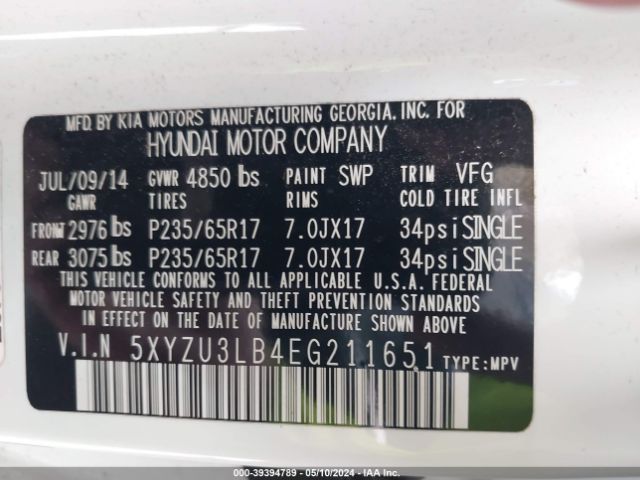 MFD. BY KIA MOTORS MANUFACTURING GEORGIA. INC. FOR
HYUNDAI MOTOR COMPANY
JUL/09/14 GVWR 4850 lbs PAINT SWP TRIM VFG
GAWR TIRES RIMS COLD TIRE INFL
FRONT 2976 lbs P235/65R17 7.0JX17 34psi SINGLE
REAR 3075 lbs P235/65R17 7.0JX17 34psi SINGLE
THIS VEHICLE CONFORMS TO ALL APPLICABLE U.S.A. FEDERAL
MOTOR VEHICLE SAFETY AND THEFT PREVENTION STANDARDS
IN EFFECT ON THE DATE OF MANUFACTURE SHOWN ABOVE.
V.I.N 5XYZU3LB4EG211651 TYPE:MPV
000-39394789 - 05/10/2024 - IAA Inc.